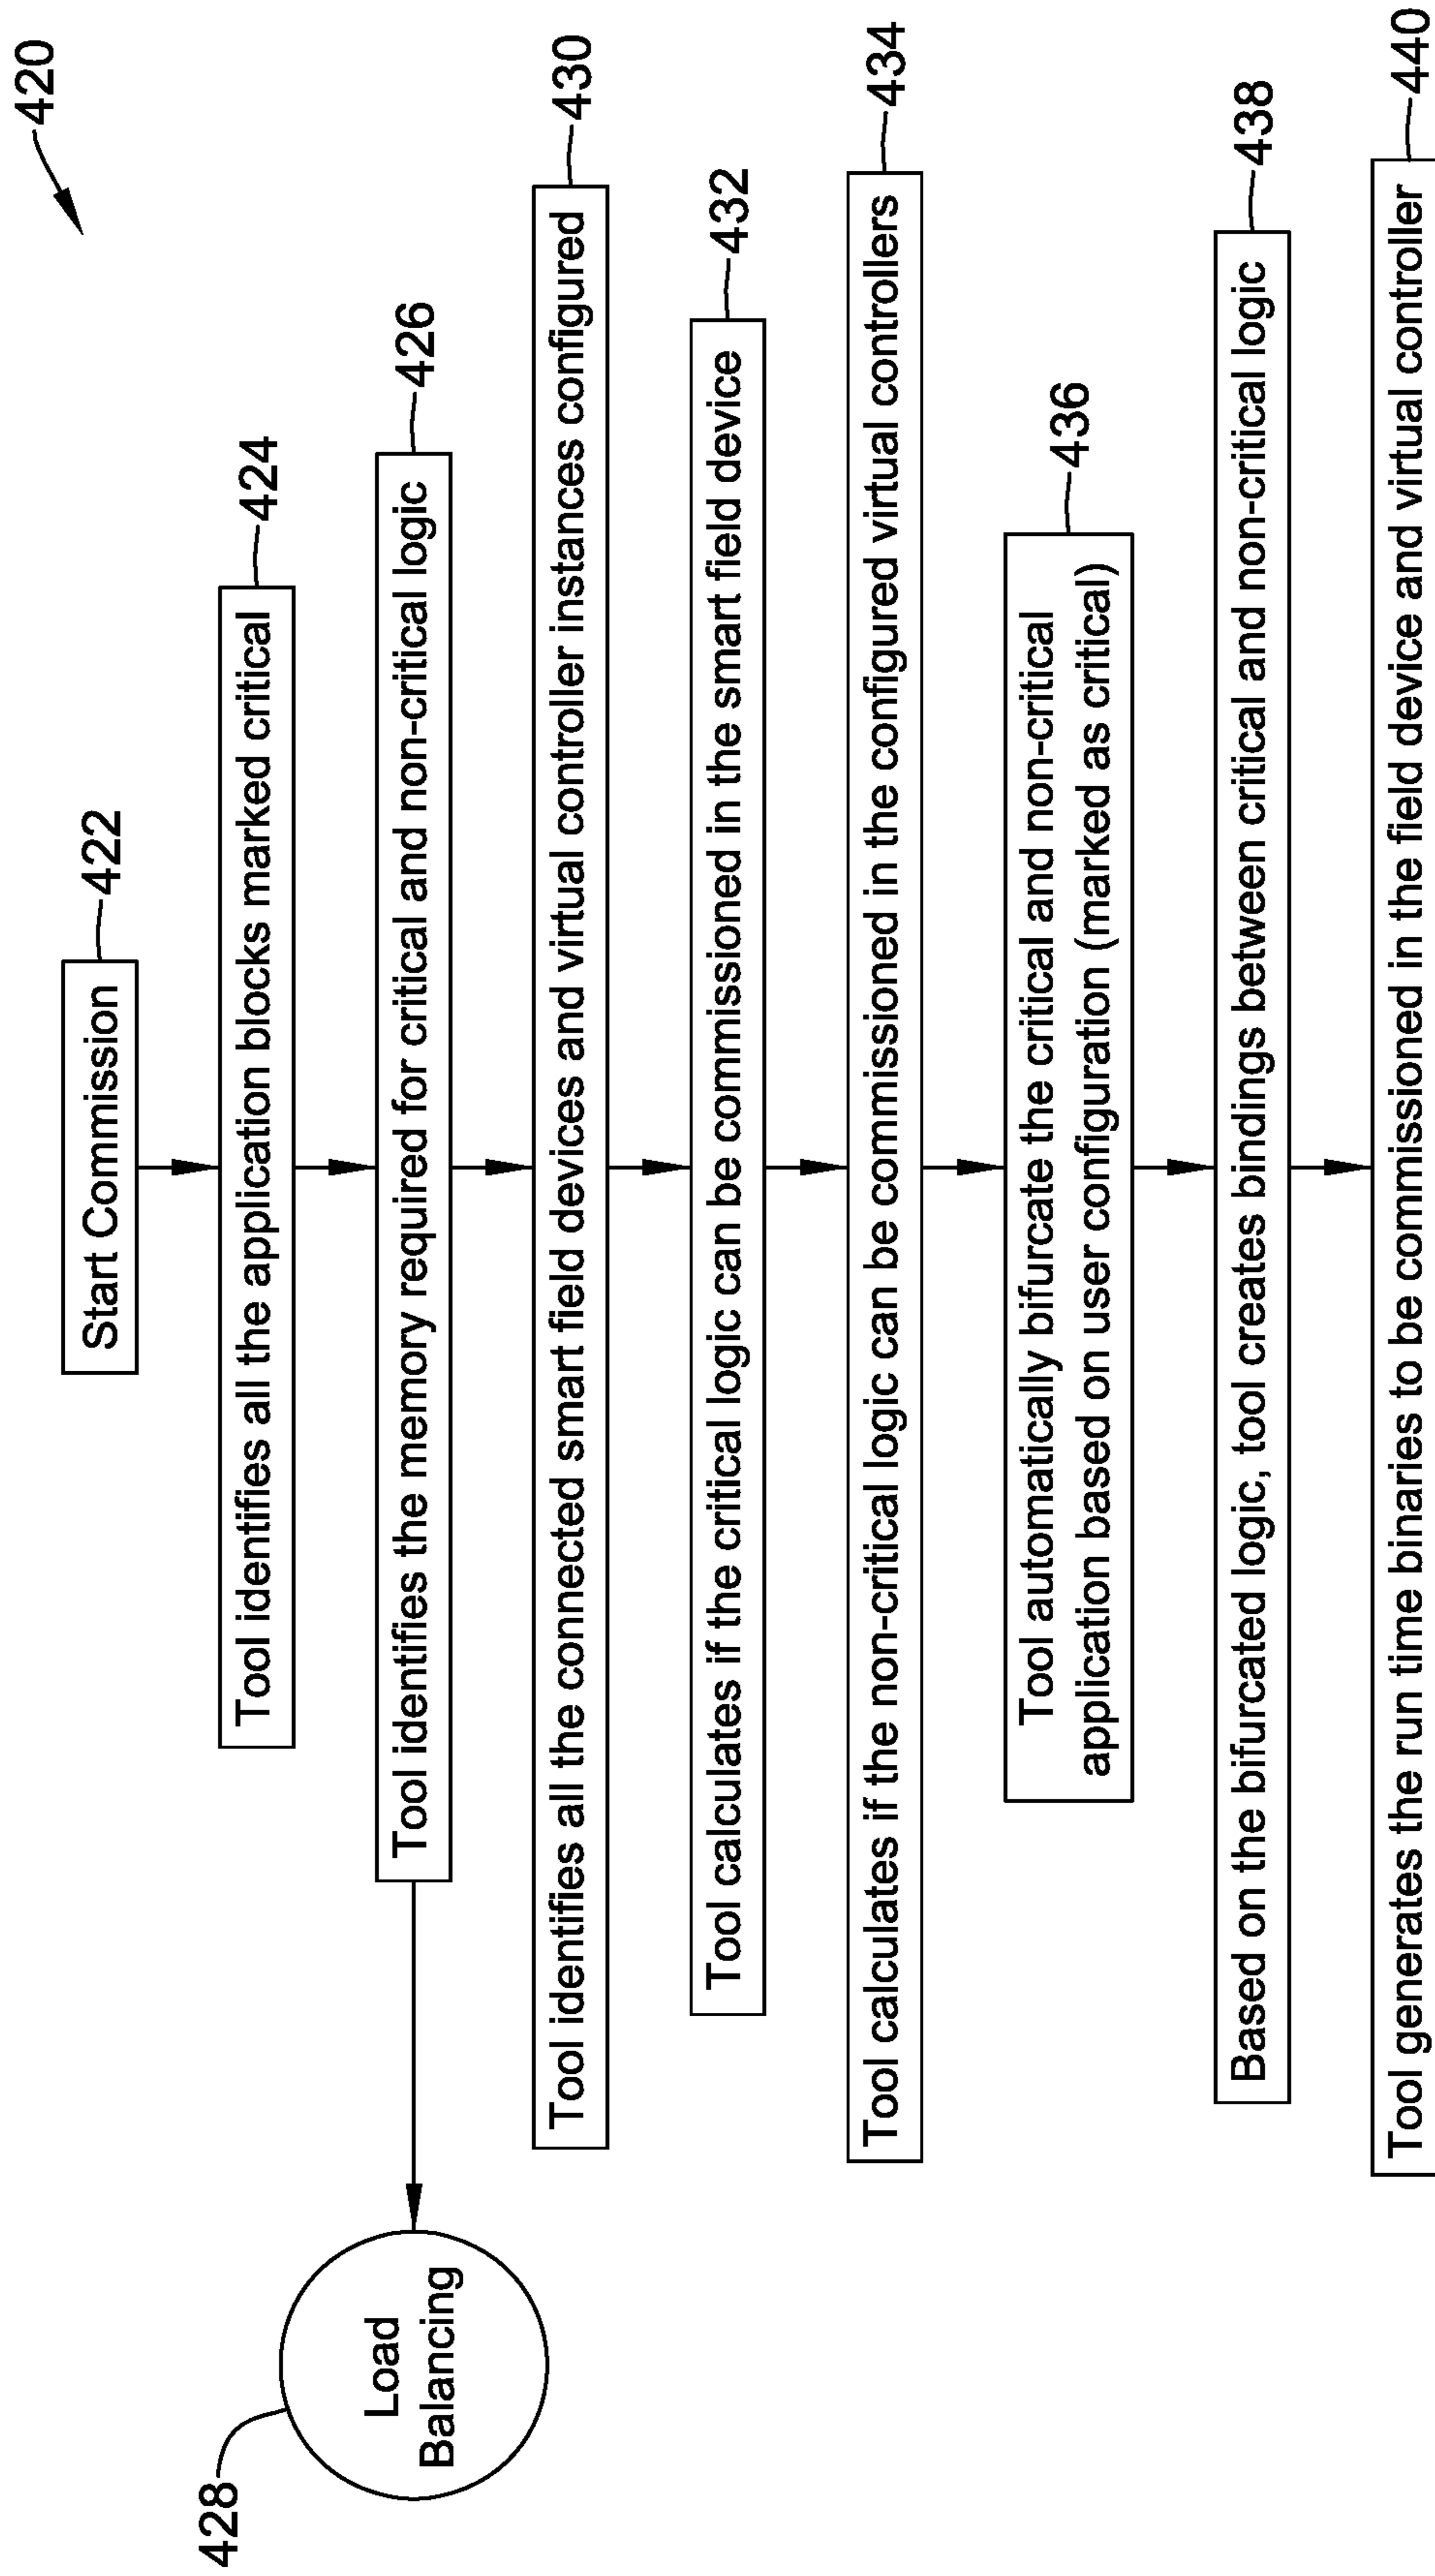 420
Start Commission
422
Tool identifies all the application blocks marked critical
424
Tool identifies the memory required for critical and non-critical logic
426
Load
Balancing
428
Tool identifies all the connected smart field devices and virtual controller instances configured
430
Tool calculates if the critical logic can be commissioned in the smart field device
432
Tool calculates if the non-critical logic can be commissioned in the configured virtual controllers
434
Tool automatically bifurcate the critical and non-critical
application based on user configuration (marked as critical)
436
Based on the bifurcated logic, tool creates bindings between critical and non-critical logic
438
Tool generates the run time binaries to be commissioned in the field device and virtual controller
440